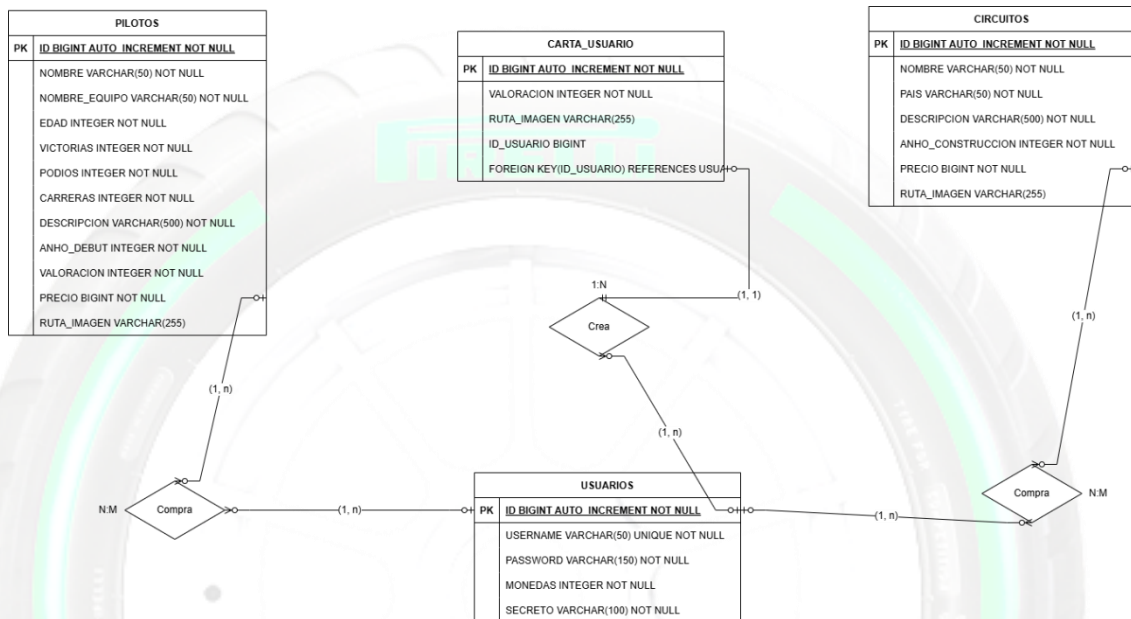 PILOTOS
PK ID BIGINT AUTO_INCREMENT NOT NULL
NOMBRE VARCHAR(50) NOT NULL
NOMBRE_EQUIPO VARCHAR(50) NOT NULL
EDAD INTEGER NOT NULL
VICTORIAS INTEGER NOT NULL
PODIOS INTEGER NOT NULL
CARRERAS INTEGER NOT NULL
DESCRIPCION VARCHAR(500) NOT NULL
ANHO_DEBUT INTEGER NOT NULL
VALORACION INTEGER NOT NULL
PRECIO BIGINT NOT NULL
RUTA_IMAGEN VARCHAR(255)
CARTA_USUARIO
PK ID BIGINT AUTO_INCREMENT NOT NULL
VALORACION INTEGER NOT NULL
RUTA_IMAGEN VARCHAR(255)
ID_USUARIO BIGINT
FOREIGN KEY(ID_USUARIO) REFERENCES USU
PIRELLI
CIRCUITOS
PK ID BIGINT AUTO_INCREMENT NOT NULL
NOMBRE VARCHAR(50) NOT NULL
PAIS VARCHAR(50) NOT NULL
DESCRIPCION VARCHAR(500) NOT NULL
ANHO_CONSTRUCCION INTEGER NOT NULL
PRECIO BIGINT NOT NULL
RUTA_IMAGEN VARCHAR(255)
1:N
(1, 1)
Crea
(1, n)
(1, n)
(1, n)
N:M
Compra
(1, n)
(1, n)
Compra
N:M
USUARIOS
PK ID BIGINT AUTO_INCREMENT NOT NULL
USERNAME VARCHAR(50) UNIQUE NOT NULL
PASSWORD VARCHAR(150) NOT NULL
MONEDAS INTEGER NOT NULL
SECRETO VARCHAR(100) NOT NULL